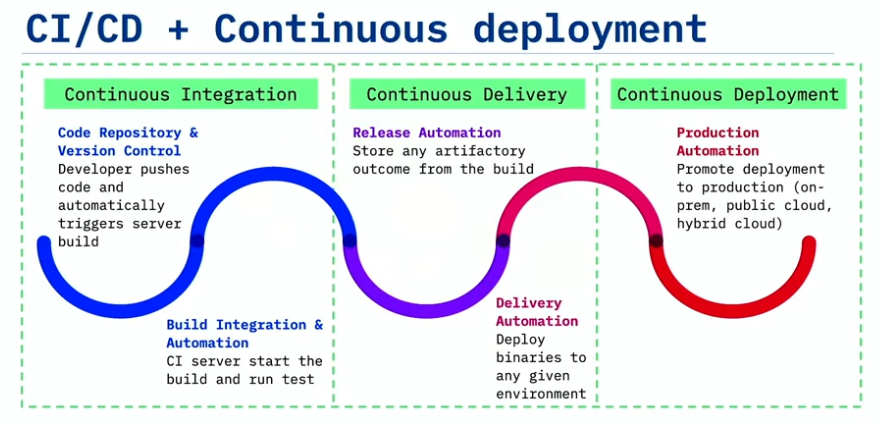 CI/CD + Continuous deployment
Continuous Integration
Code Repository &
Version Control
Developer pushes
code and
automatically
triggers server
build
Build Integration &
Automation
CI server start the
build and run test
Continuous Delivery
Release Automation
Store any artifactory
outcome from the build
Delivery
Automation
Deploy
binaries to
any given
environment
Continuous Deployment
Production
Automation
Promote deployment
to production (on-
prem, public cloud,
hybrid cloud)